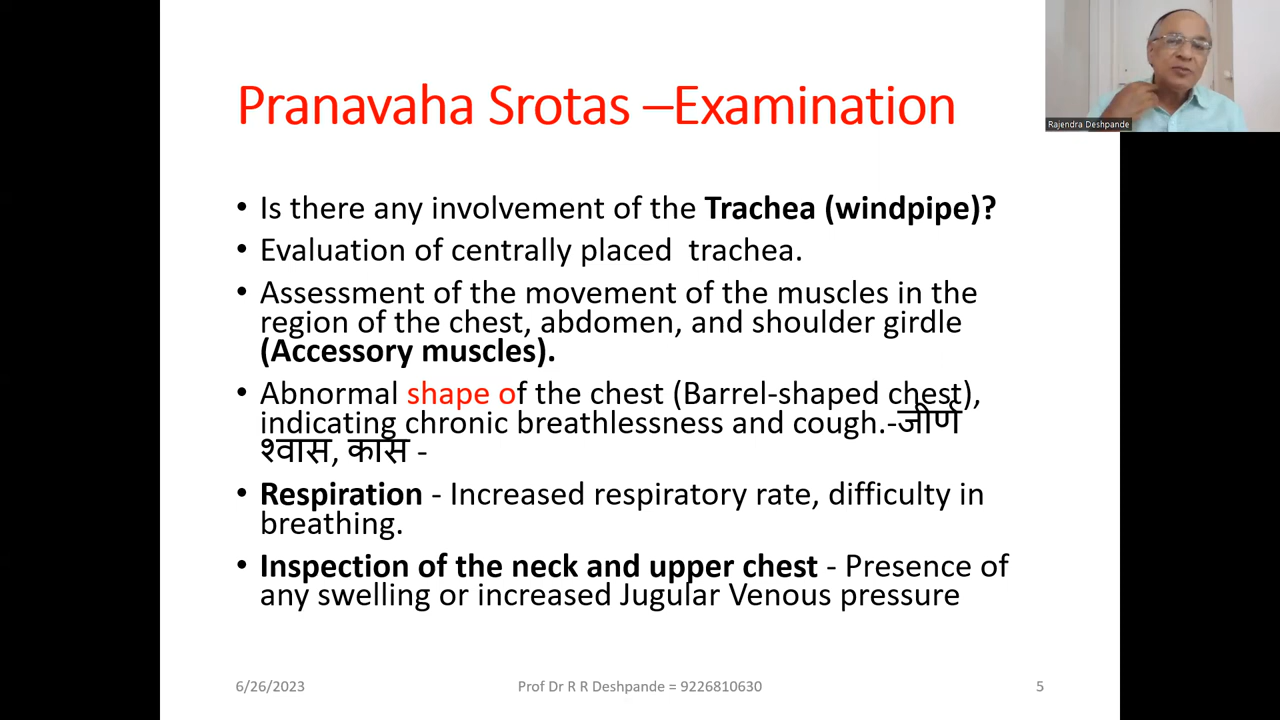 Pranavaha Srotas –Examination
Rajendra Deshpande
• Is there any involvement of the Trachea (windpipe)?
• Evaluation of centrally placed  trachea.
• Assessment of the movement of the muscles in the
region of the chest, abdomen, and shoulder girdle
(Accessory muscles).
• Abnormal shape of the chest (Barrel-shaped chest),
indicating chronic breathlessness and cough.-जीर्ण
श्वास, कास -
• Respiration - Increased respiratory rate, difficulty in
breathing.
• Inspection of the neck and upper chest - Presence of
any swelling or increased Jugular Venous pressure
6/26/2023
Prof Dr R R Deshpande = 9226810630
5